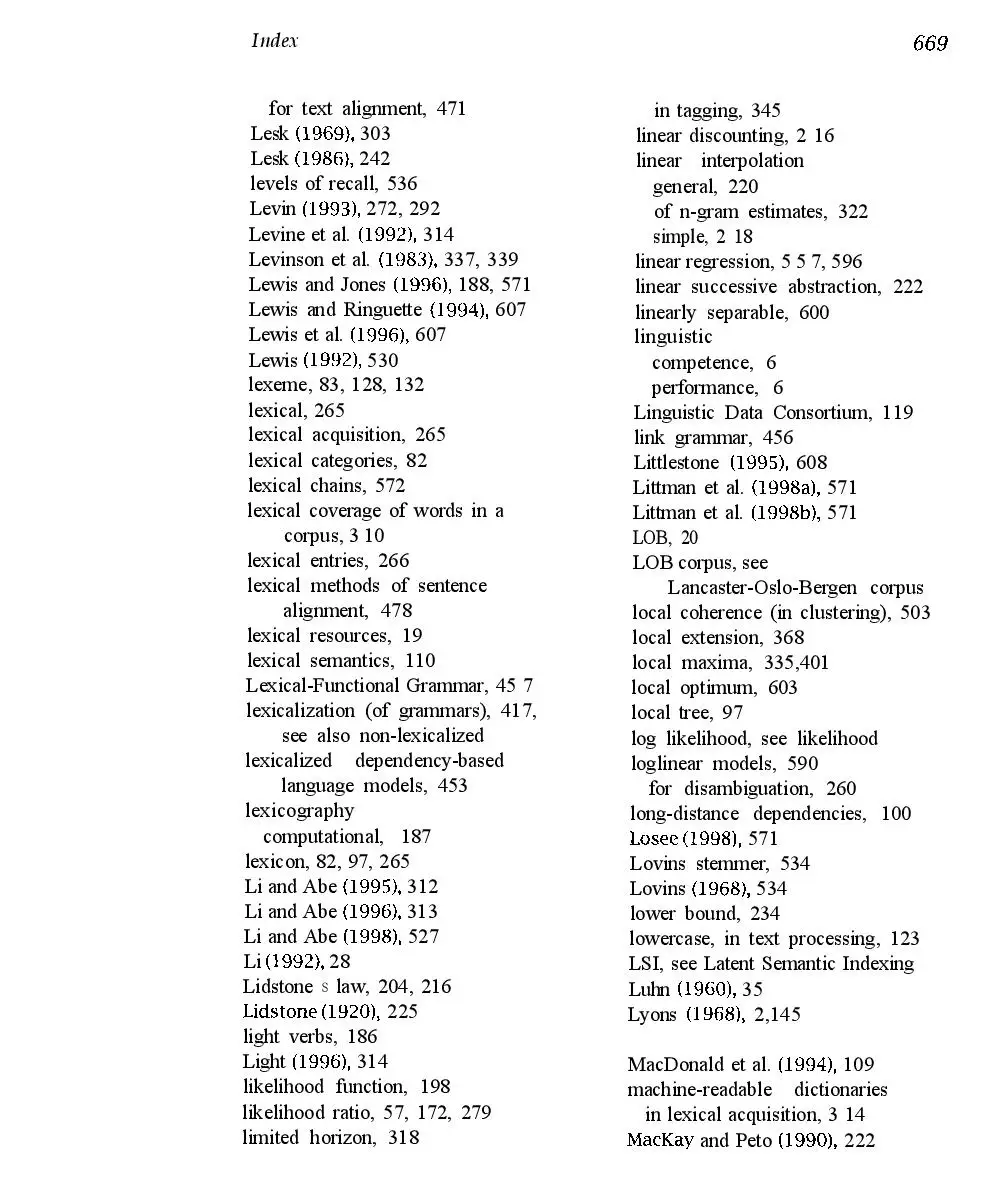 Index
669
for text alignment, 471
Lesk (1969), 303
Lesk (1986), 242
levels of recall, 536
Levin (1993), 272, 292
Levine et al. (1992), 314
Levinson et al. (1983), 337, 339
Lewis and Jones (1996), 188, 571
Lewis and Ringuette (1994), 607
Lewis et al. (1996), 607
Lewis (1992), 530
lexeme, 83, 128, 132
lexical, 265
lexical acquisition, 265
lexical categories, 82
lexical chains, 572
lexical coverage of words in a
corpus, 3 10
lexical entries, 266
lexical methods of sentence
alignment, 478
lexical resources, 19
lexical semantics, 110
Lexical-Functional Grammar, 45 7
lexicalization (of grammars), 417,
see also non-lexicalized
lexicalized dependency-based
language models, 453
lexicography
computational, 187
lexicon, 82, 97, 265
Li and Abe (1995), 312
Li and Abe (1996), 313
Li and Abe (1998), 527
Li (1992), 28
Lidstone s law, 204, 216
Lidstone (1920), 225
light verbs, 186
Light (1996), 314
likelihood function, 198
likelihood ratio, 57, 172, 279
limited horizon, 318
in tagging, 345
linear discounting, 2 16
linear interpolation
general, 220
of n-gram estimates, 322
simple, 2 18
linear regression, 5 5 7, 596
linear successive abstraction, 222
linearly separable, 600
linguistic
competence, 6
performance, 6
Linguistic Data Consortium, 119
link grammar, 456
Littlestone (1995), 608
Littman et al. (1998a), 571
Littman et al. (1998b), 571
LOB, 20
LOB corpus, see
Lancaster-Oslo-Bergen corpus
local coherence (in clustering), 503
local extension, 368
local maxima, 335,401
local optimum, 603
local tree, 97
log likelihood, see likelihood
loglinear models, 590
for disambiguation, 260
long-distance dependencies, 100
Losee (1998), 571
Lovins stemmer, 534
Lovins (1968), 534
lower bound, 234
lowercase, in text processing, 123
LSI, see Latent Semantic Indexing
Luhn (1960), 35
Lyons (1968), 2,145
MacDonald et al. (1994), 109
machine-readable dictionaries
in lexical acquisition, 3 14
MacKay and Peto (1990), 222